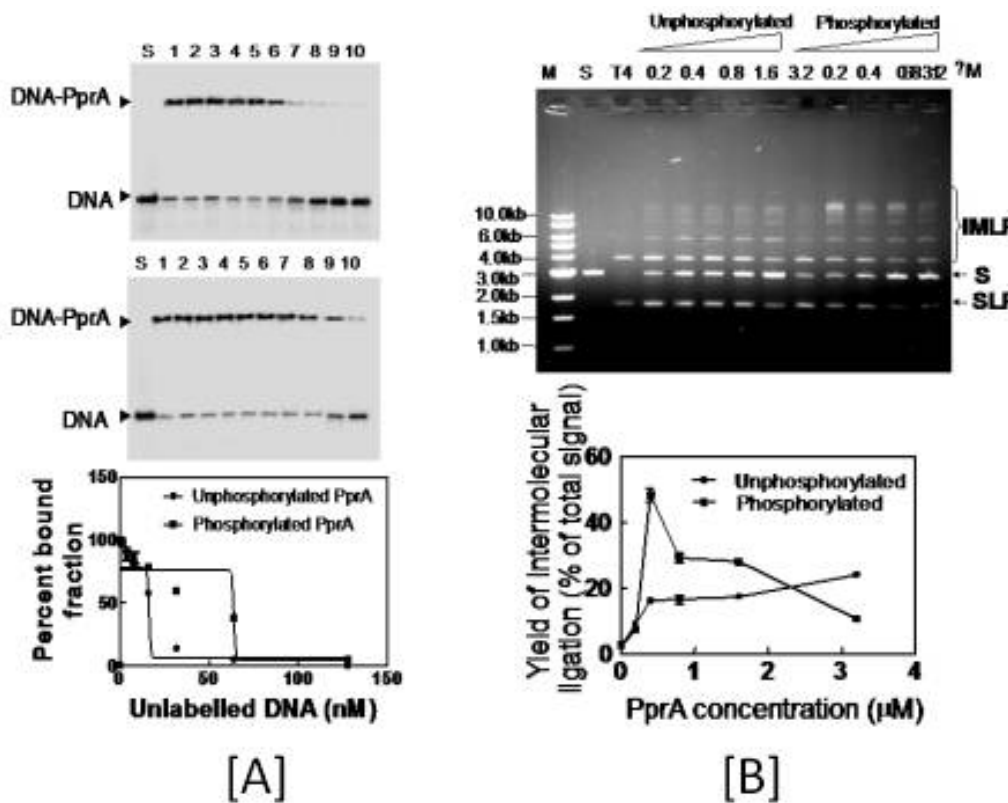 S 1 2 3 4 5 6 7 8 9 10
DNA-PprA
DNA
S 1 2 3 4 5 6 7 8 9 10
DNA-PprA
DNA
150
100
50
0
Percent bound
fraction
Unphosphorylated PprA
Phosphorylated PprA
0 50 100 150
Unlabelled DNA (nM)
[A]
Unphosphorylated Phosphorylated
M S T4 0.2 0.4 0.8 1.6 3.2 0.2 0.4 ?M
10.0kb
6.0kb
4.0kb
3.0kb
2.0kb
1.5kb
1.0kb
IMLP
S
SLP
60
40
20
0
Yield of Intermolecular
ligation (% of total signal)
Unphosphorylated
Phosphorylated
0 1 2 3 4
PprA concentration (µM)
[B]